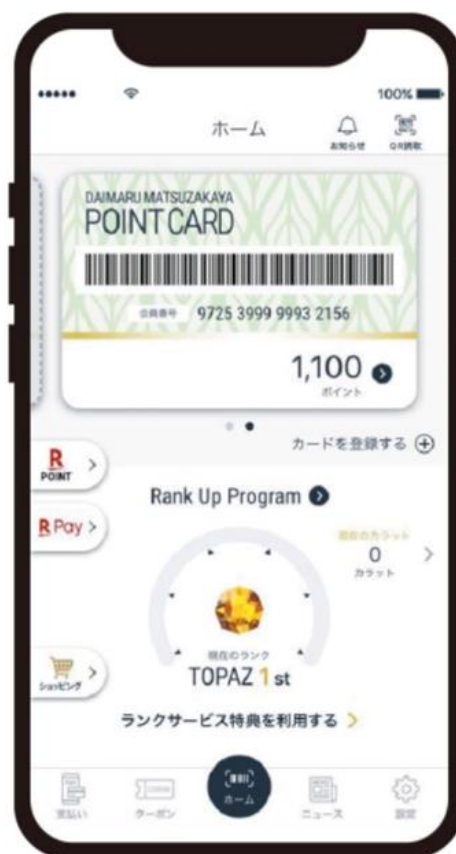 100%
ホーム
お知らせ
QR読取
DAIMARU MATSUZAKAYA
POINT CARD
会員番号 9725 3999 9993 2156
1,100
ポイント
カードを登録する
R
POINT
Rank Up Program
R Pay
現在のカラット
0
カラット
現在のランク
TOPAZ 1 st
ショッピング
ランクサービス特典を利用する
支払い
クーポン
ホーム
ニュース
設定